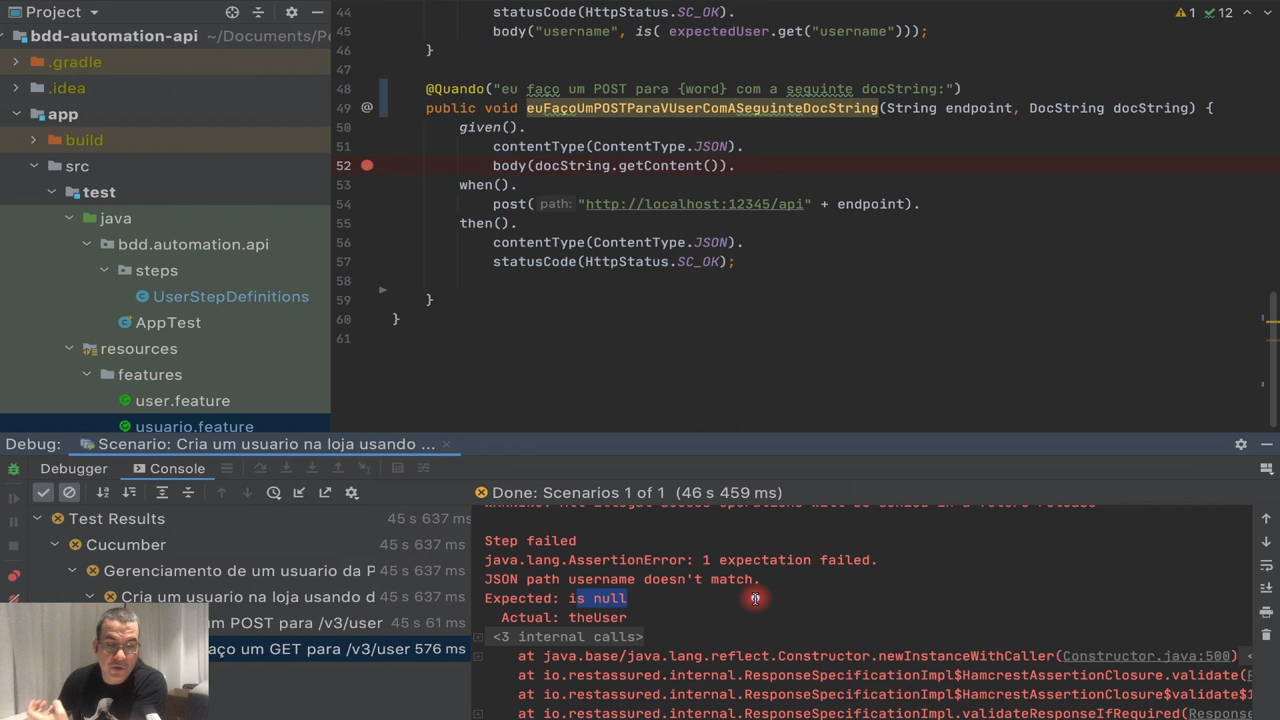 Project
bdd-automation-api ~/Documents/Pe
.gradle
.idea
app
build
src
test
java
bdd.automation.api
steps
UserStepDefinitions
AppTest
resources
features
user.feature
usuario.feature
44 statusCode(HttpStatus.SC_OK).
45 body("username", is( expectedUser.get("username")));
46 }
47
48 @Quando("eu faço um POST para {word} com a seguinte docString:")
49 @ public void euFaçoUmPOSTParaVUserComASeguinteDocString(String endpoint, DocString docString) {
50 given().
51 contentType(ContentType.JSON).
52 body(docString.getContent()).
53 when().
54 post( path: "http://localhost:12345/api" + endpoint).
55 then().
56 contentType(ContentType.JSON).
57 statusCode(HttpStatus.SC_OK);
58
59 }
60 }
61
1 12
Debug: Scenario: Cria um usuario na loja usando ...
Debugger Console
Done: Scenarios 1 of 1 (46 s 459 ms)
Test Results 45 s 637 ms
Cucumber 45 s 637 ms
Gerenciamento de um usuario da P 45 s 637 ms
Cria um usuario na loja usando d 45 s 637 ms
um POST para /v3/user 45 s 61 ms
aço um GET para /v3/user 576 ms
Step failed
java.lang.AssertionError: 1 expectation failed.
JSON path username doesn't match.
Expected: is null
Actual: theUser
<3 internal calls>
at java.base/java.lang.reflect.Constructor.newInstanceWithCaller(Constructor.java:500) <
at io.restassured.internal.ResponseSpecificationImpl$HamcrestAssertionClosure.validate(
at io.restassured.internal.ResponseSpecificationImpl$HamcrestAssertionClosure$validate$1
at io.restassured.internal.ResponseSpecificationImpl.validateResponseIfRequired(Response